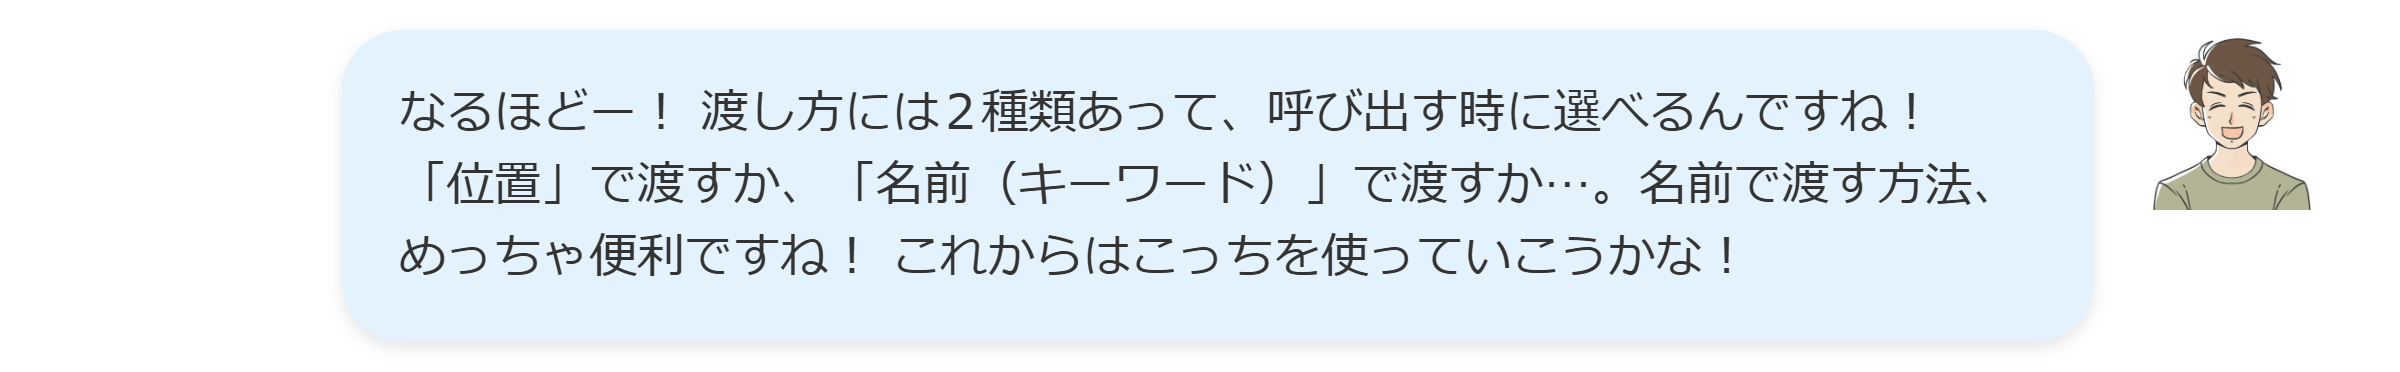 なるほどー！ 渡し方には２種類あって、呼び出す時に選べるんですね！
「位置」で渡すか、「名前（キーワード）」で渡すか…。名前で渡す方法、
めっちゃ便利ですね！ これからはこっちを使っていこうかな！